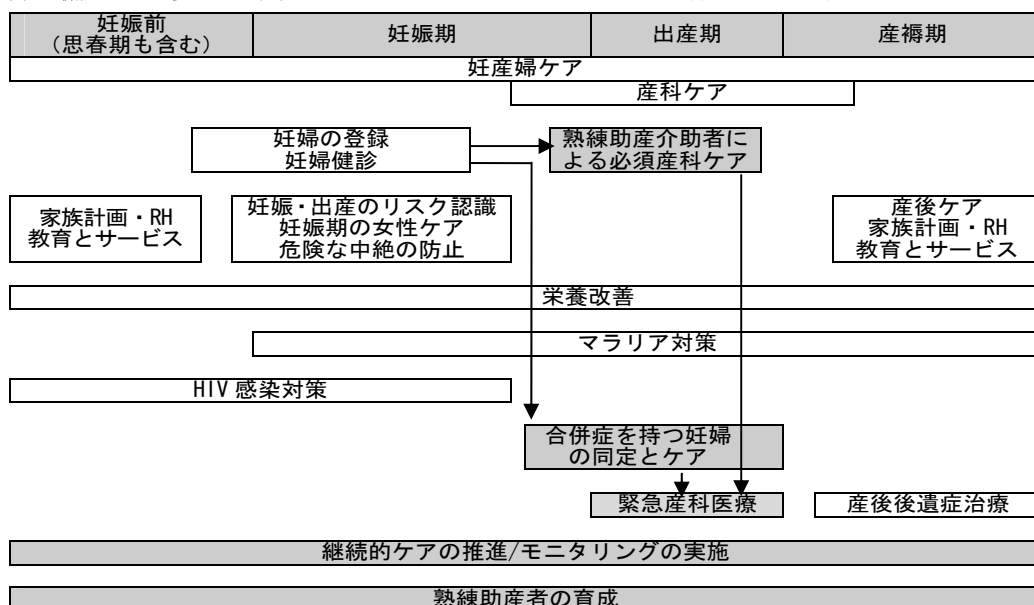 妊娠前
（思春期も含む）
妊娠期
出産期
産褥期
妊産婦ケア
産科ケア
妊婦の登録
妊婦健診
熟練助産介助者に
よる必須産科ケア
家族計画・RH
教育とサービス
妊娠・出産のリスク認識
妊娠期の女性ケア
危険な中絶の防止
産後ケア
家族計画・RH
教育とサービス
栄養改善
マラリア対策
HIV 感染対策
合併症を持つ妊婦
の同定とケア
緊急産科医療
産後後遺症治療
継続的ケアの推進/モニタリングの実施
熟練助産者の育成